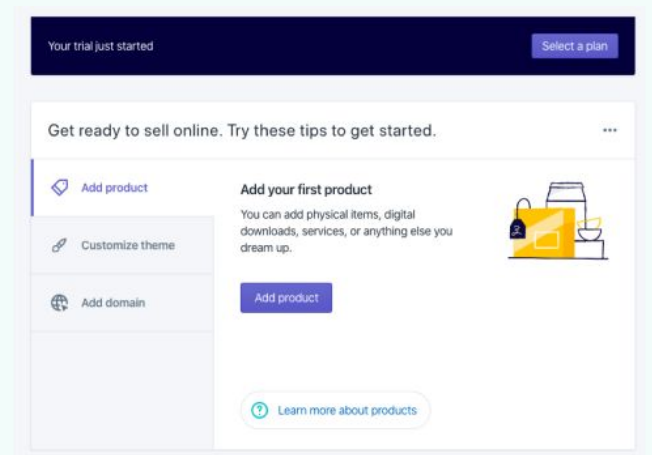 Your trial just started
Select a plan
Get ready to sell online. Try these tips to get started.
Add product
Customize theme
Add domain
Add your first product
You can add physical items, digital
downloads, services, or anything else you
dream up.
Add product
Learn more about products